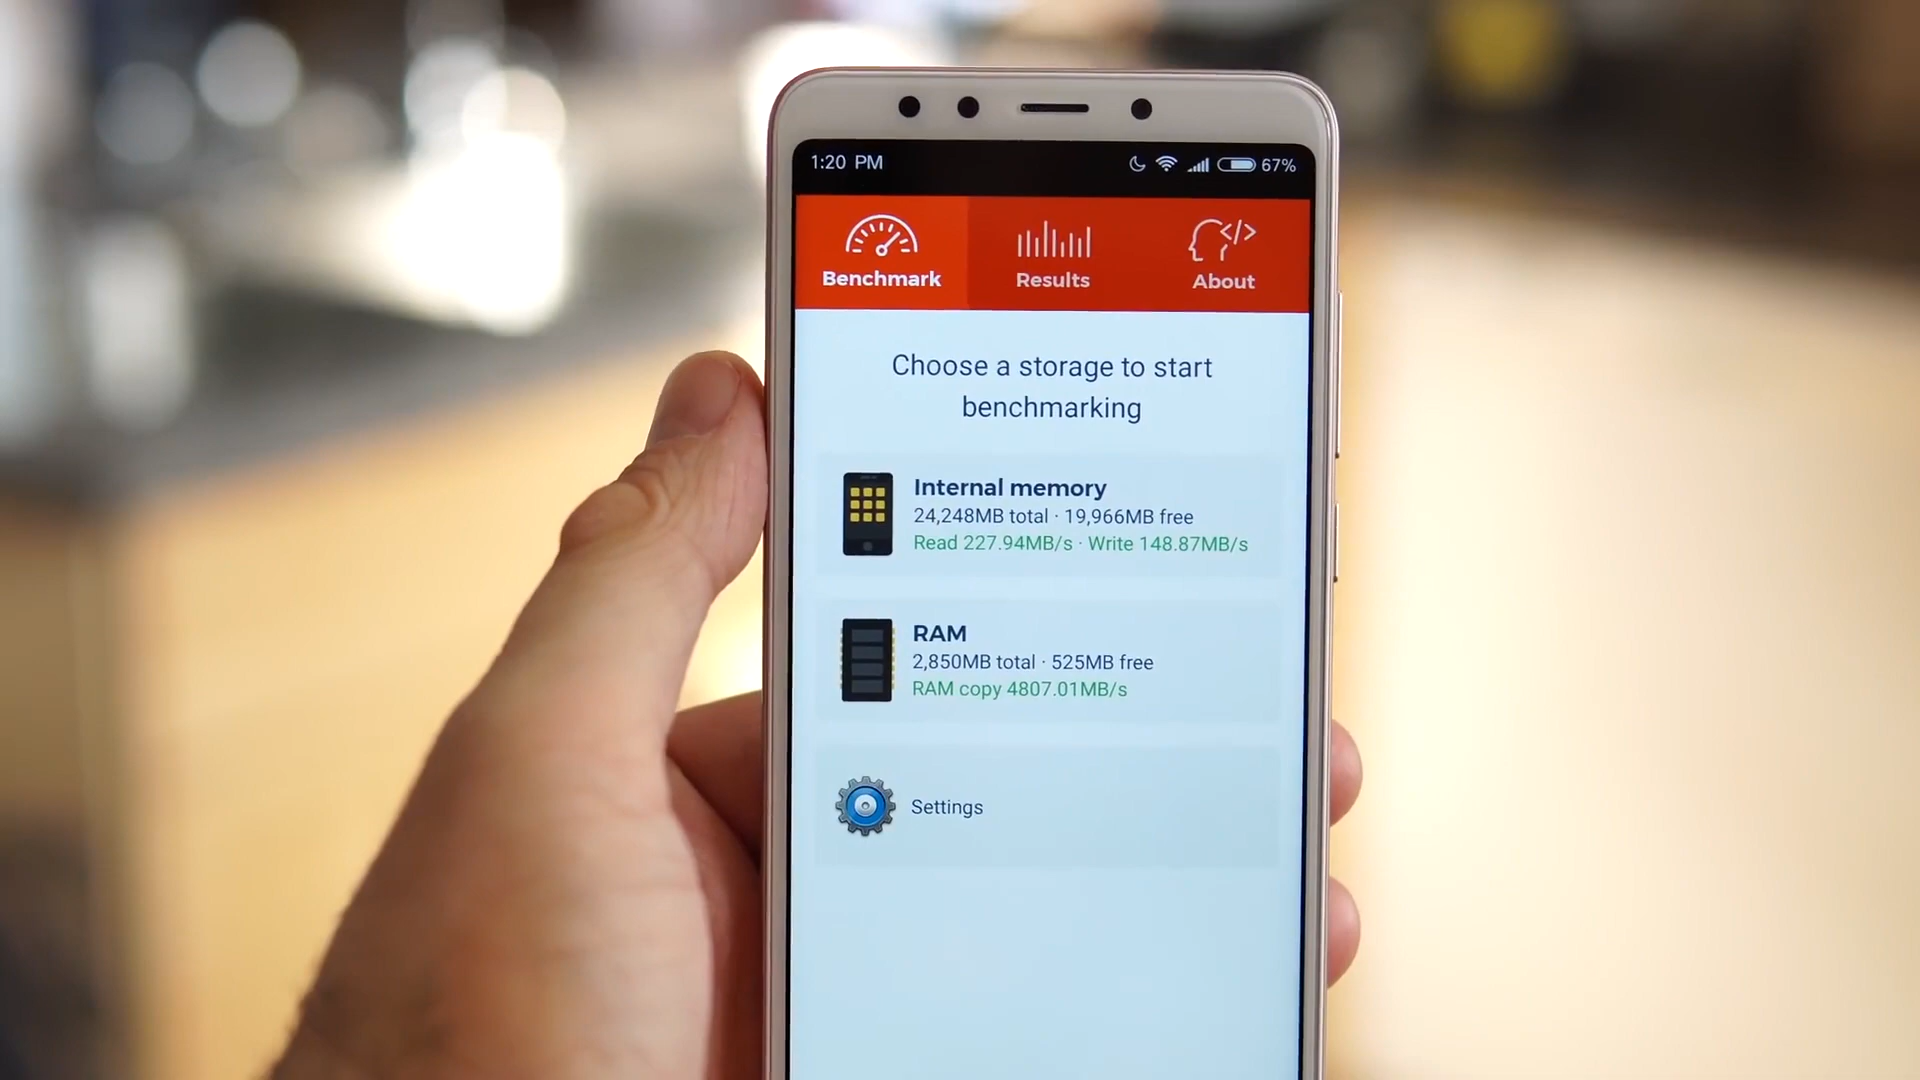 1:20 PM 67%
Benchmark Results About
Choose a storage to start
benchmarking
Internal memory
24,248MB total · 19,966MB free
Read 227.94MB/s · Write 148.87MB/s
RAM
2,850MB total · 525MB free
RAM copy 4807.01MB/s
Settings